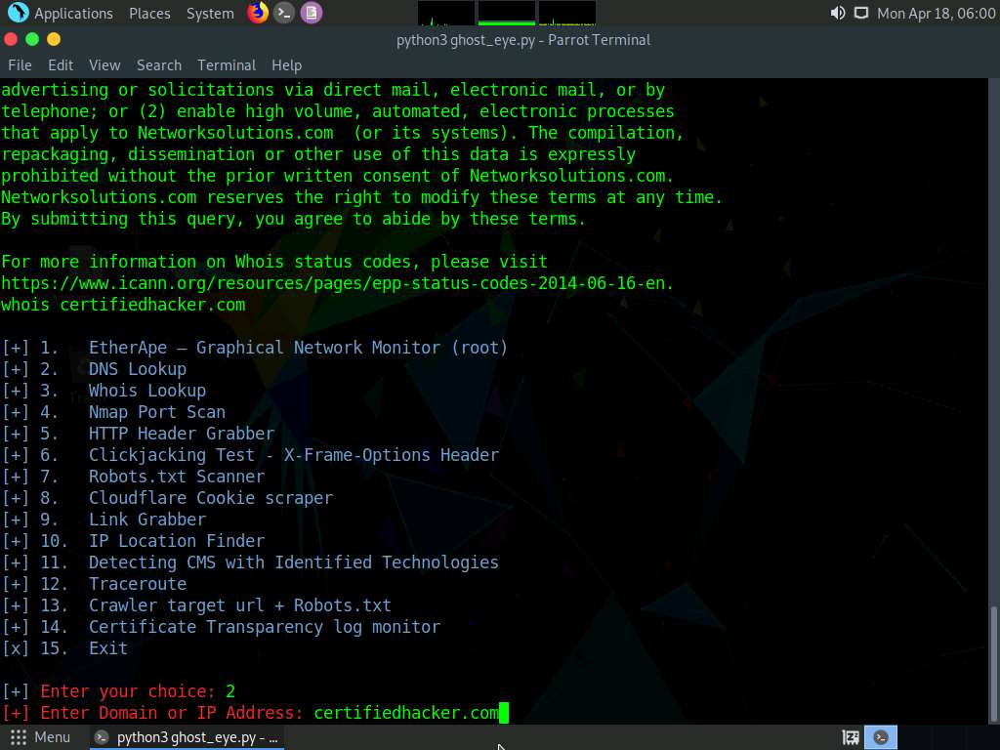 Applications Places System Mon Apr 18, 06:00
python3 ghost_eye.py - Parrot Terminal
File Edit View Search Terminal Help
advertising or solicitations via direct mail, electronic mail, or by
telephone; or (2) enable high volume, automated, electronic processes
that apply to Networksolutions.com  (or its systems). The compilation,
repackaging, dissemination or other use of this data is expressly
prohibited without the prior written consent of Networksolutions.com.
Networksolutions.com reserves the right to modify these terms at any time.
By submitting this query, you agree to abide by these terms.
For more information on Whois status codes, please visit
https://www.icann.org/resources/pages/epp-status-codes-2014-06-16-en.
whois certifiedhacker.com
[+] 1.   EtherApe – Graphical Network Monitor (root)
[+] 2.   DNS Lookup
[+] 3.   Whois Lookup
[+] 4.   Nmap Port Scan
[+] 5.   HTTP Header Grabber
[+] 6.   Clickjacking Test - X-Frame-Options Header
[+] 7.   Robots.txt Scanner
[+] 8.   Cloudflare Cookie scraper
[+] 9.   Link Grabber
[+] 10.  IP Location Finder
[+] 11.  Detecting CMS with Identified Technologies
[+] 12.  Traceroute
[+] 13.  Crawler target url + Robots.txt
[+] 14.  Certificate Transparency log monitor
[x] 15.  Exit
[+] Enter your choice: 2
[+] Enter Domain or IP Address: certifiedhacker.com
Menu python3 ghost_eye.py - ...